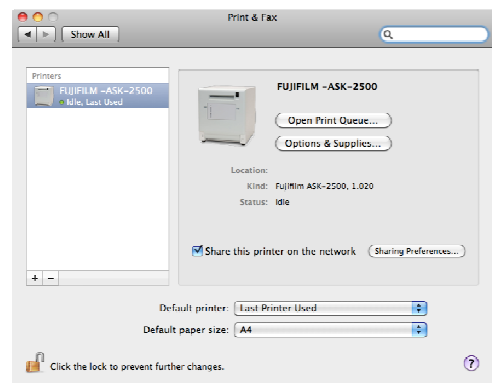 Print & Fax
Show All
Printers
FUJIFILM -ASK-2500
Idle, Last Used
FUJIFILM -ASK-2500
Open Print Queue...
Options & Supplies...
Location:
Kind: Fujifilm ASK-2500, 1.020
Status: Idle
Share this printer on the network
Sharing Preferences...
+ −
Default printer: Last Printer Used
Default paper size: A4
Click the lock to prevent further changes.
?